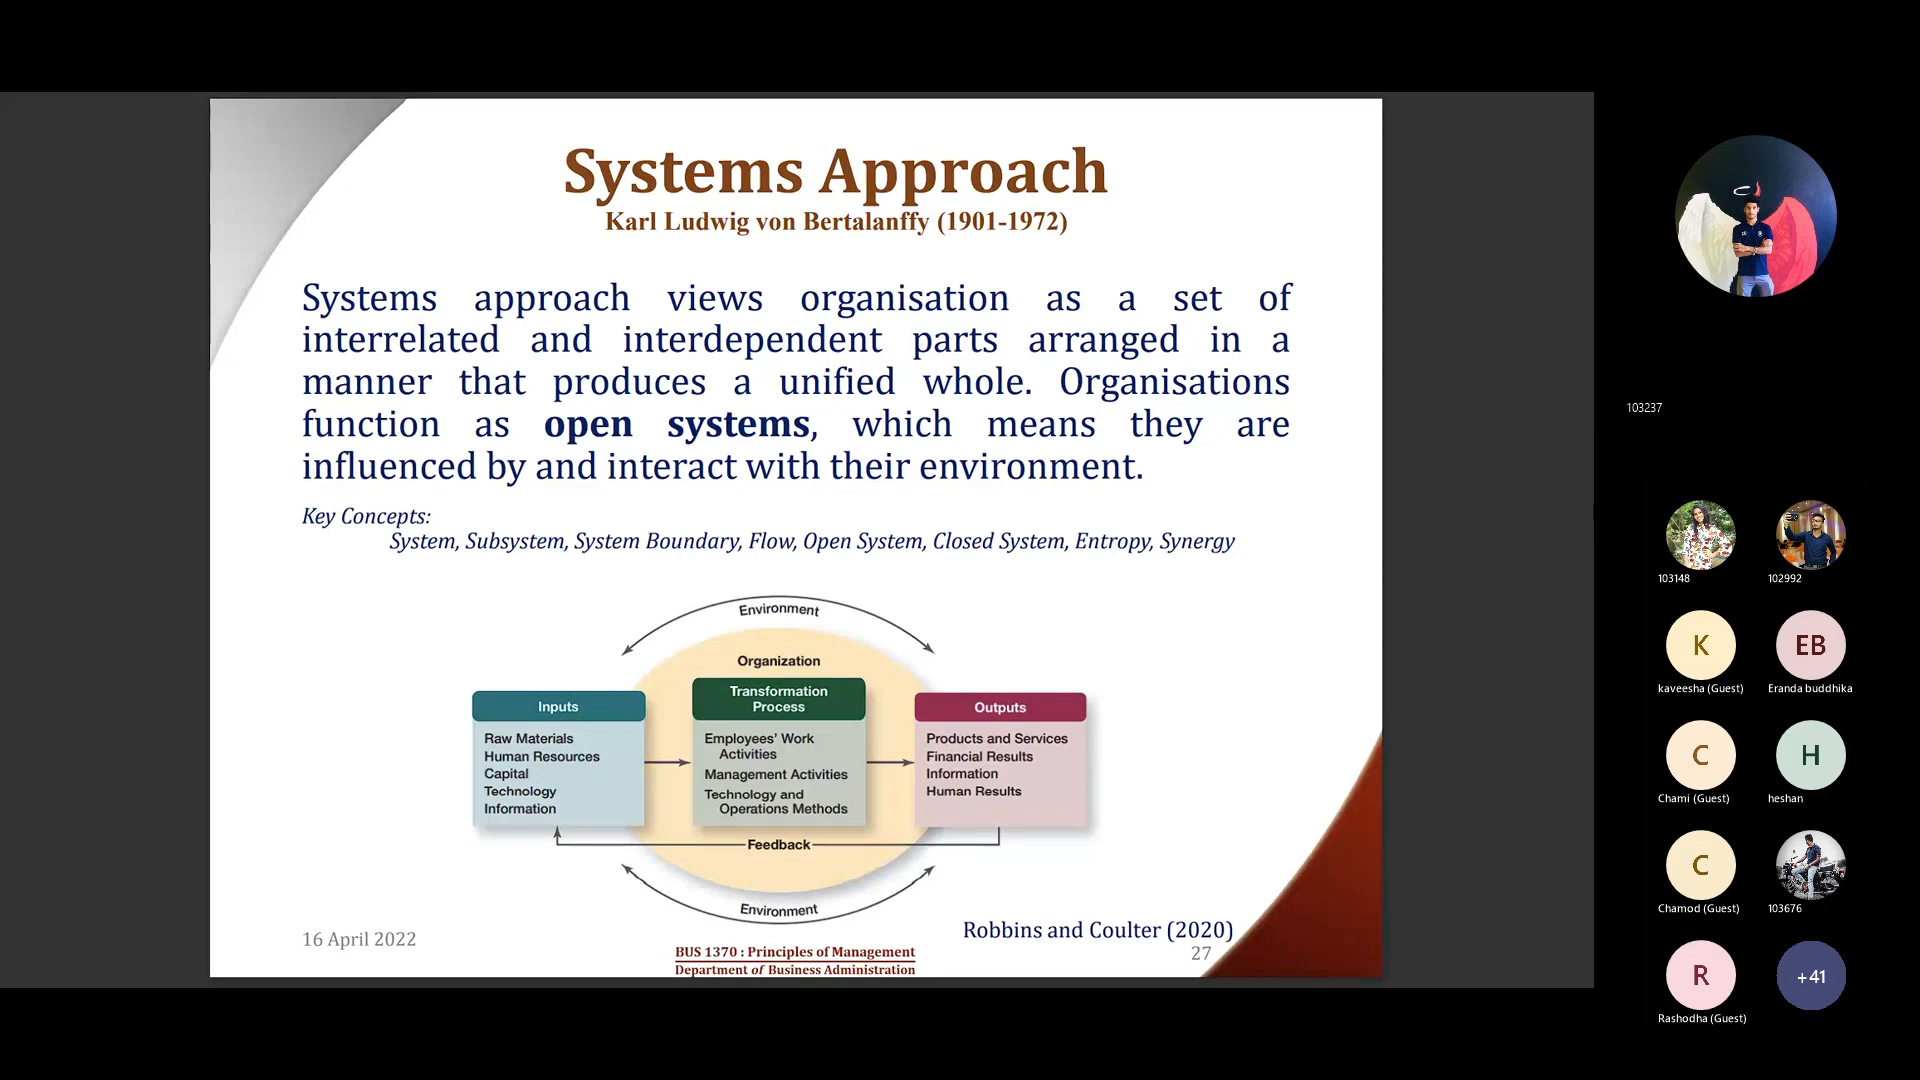 Systems Approach
Karl Ludwig von Bertalanffy (1901-1972)
Systems approach views organisation as a set of
interrelated and interdependent parts arranged in a
manner that produces a unified whole. Organisations
function as open systems, which means they are
influenced by and interact with their environment.
Key Concepts:
System, Subsystem, System Boundary, Flow, Open System, Closed System, Entropy, Synergy
Environment
Organization
Inputs
Raw Materials
Human Resources
Capital
Technology
Information
Transformation
Process
Employees' Work
Activities
Management Activities
Technology and
Operations Methods
Outputs
Products and Services
Financial Results
Information
Human Results
Feedback
Environment
Robbins and Coulter (2020)
16 April 2022
BUS 1370 : Principles of Management
Department of Business Administration
27
103237
103148
102992
K
kaveesha (Guest)
EB
Eranda buddhika
C
Chami (Guest)
H
heshan
C
Chamod (Guest)
103676
R
Rashodha (Guest)
+41